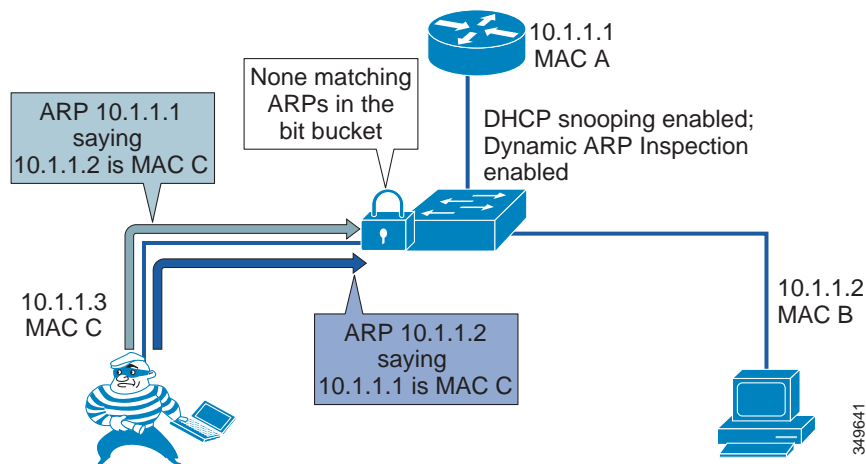 10.1.1.1
MAC A
None matching
ARPs in the
bit bucket
ARP 10.1.1.1
saying
10.1.1.2 is MAC C
DHCP snooping enabled;
Dynamic ARP Inspection
enabled
10.1.1.3
MAC C
ARP 10.1.1.2
saying
10.1.1.1 is MAC C
10.1.1.2
MAC B
349641